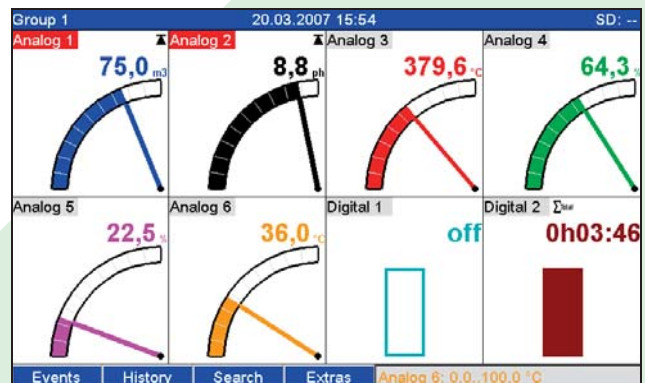 Group 1 20.03.2007 15:54 SD: --
Analog 1 Analog 2 Analog 3 Analog 4
75,0 m3 8,8 ph 379,6 °C 64,3 %
Analog 5 Analog 6 Digital 1 Digital 2
22,5 % 36,0 °C off 0h03:46
Events History Search Extras Analog 6: 0,0..100,0 °C